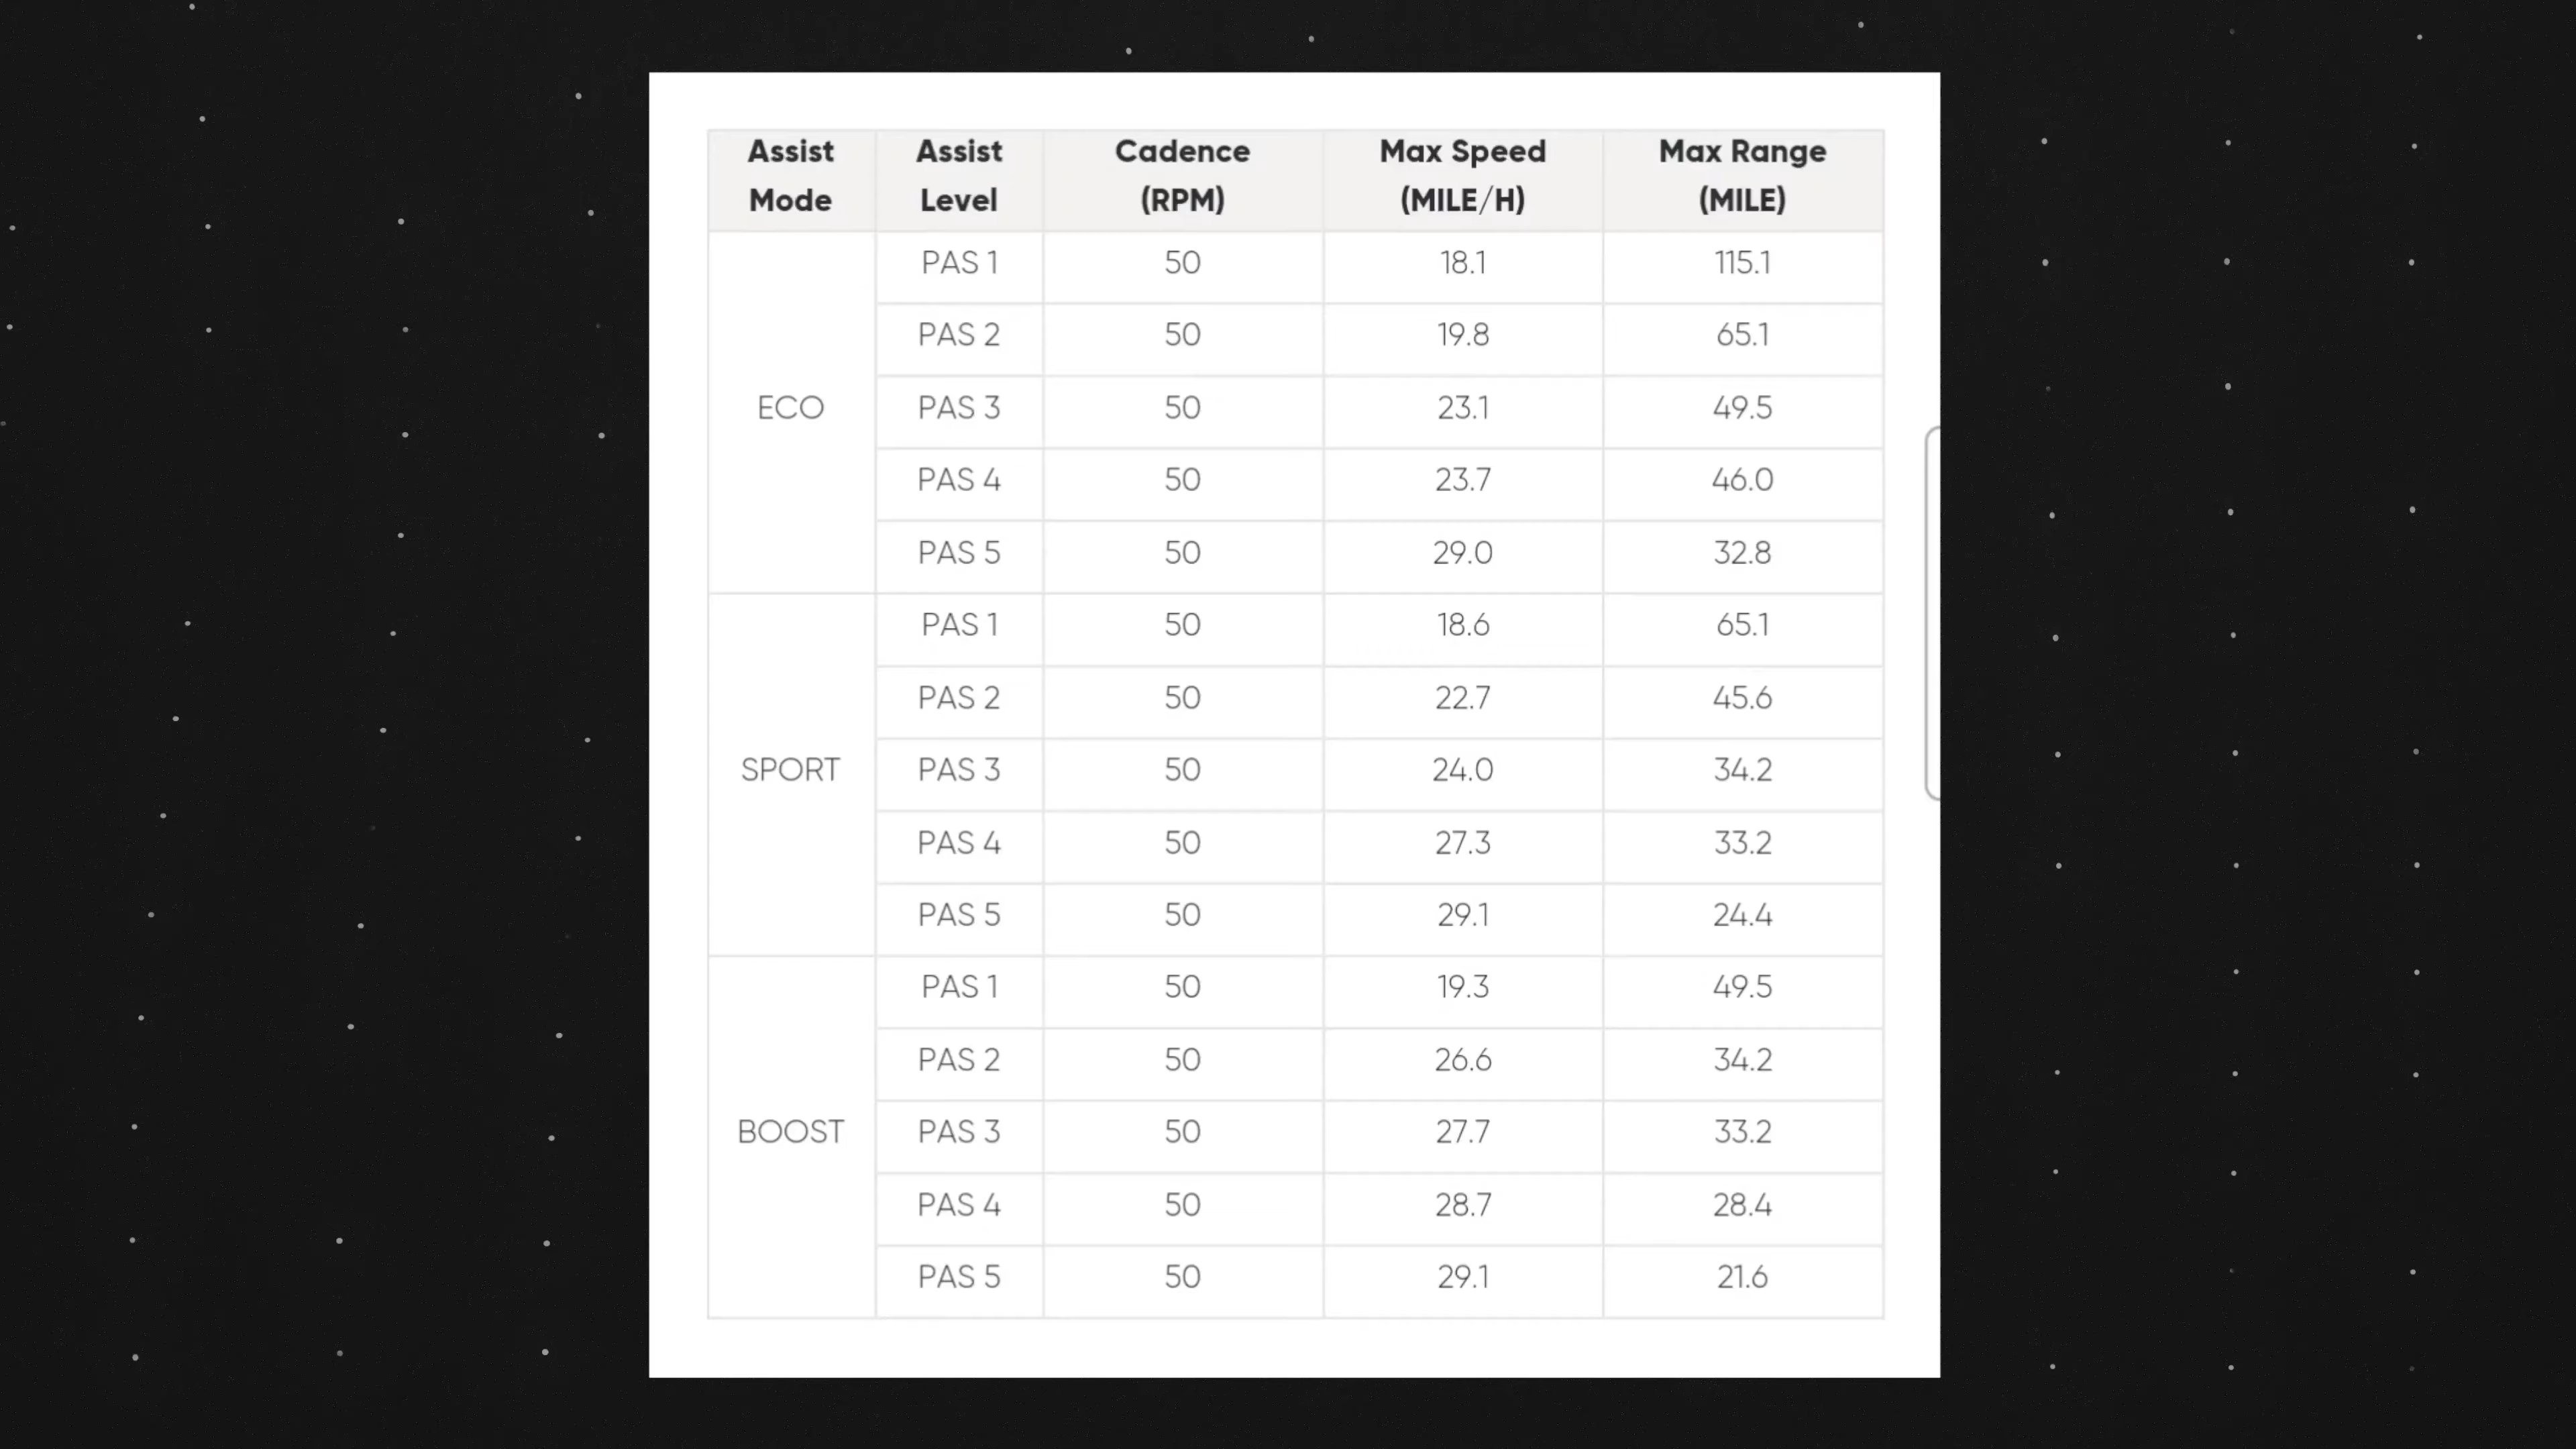 Assist Mode Assist Level Cadence (RPM) Max Speed (MILE/H) Max Range (MILE)
ECO PAS 1 50 18.1 115.1
PAS 2 50 19.8 65.1
PAS 3 50 23.1 49.5
PAS 4 50 23.7 46.0
PAS 5 50 29.0 32.8
SPORT PAS 1 50 18.6 65.1
PAS 2 50 22.7 45.6
PAS 3 50 24.0 34.2
PAS 4 50 27.3 33.2
PAS 5 50 29.1 24.4
BOOST PAS 1 50 19.3 49.5
PAS 2 50 26.6 34.2
PAS 3 50 27.7 33.2
PAS 4 50 28.7 28.4
PAS 5 50 29.1 21.6